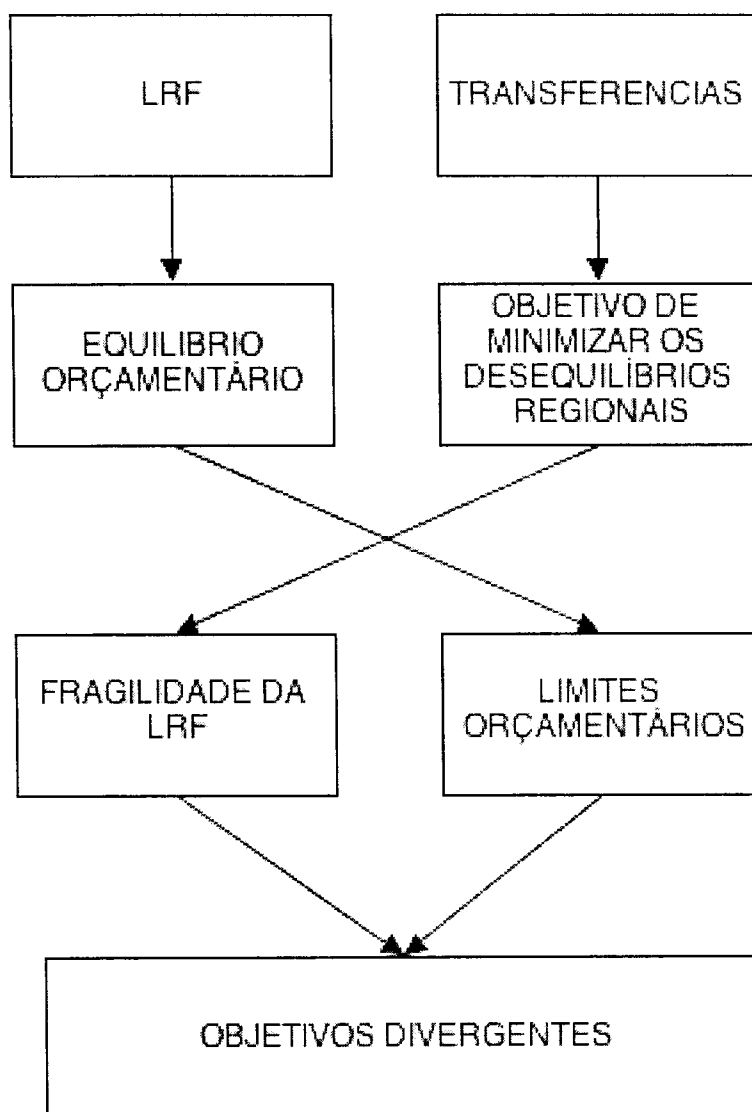 LRF
TRANSFERENCIAS
EQUILIBRIO
ORÇAMENTÁRIO
OBJETIVO DE
MINIMIZAR OS
DESEQUILÍBRIOS
REGIONAIS
FRAGILIDADE DA
LRF
LIMITES
ORÇAMENTÁRIOS
OBJETIVOS DIVERGENTES